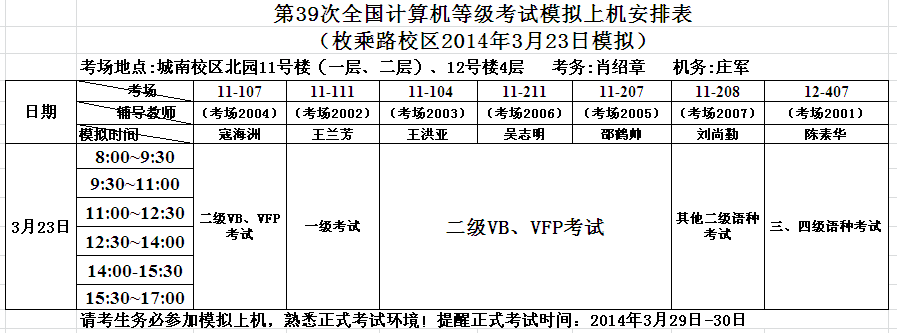 第39次全国计算机等级考试模拟上机安排表
（枚乘路校区2014年3月23日模拟）
考场地点:城南校区北园11号楼（一层、二层）、12号楼4层 考务:肖绍章 机务:庄军
日期 考场 11-107 11-111 11-104 11-211 11-207 11-208 12-407
辅导教师 (考场2004) (考场2002) (考场2003) (考场2006) (考场2005) (考场2007) (考场2001)
模拟时间 寇海洲 王兰芳 王洪亚 吴志明 邵鹤帅 刘尚勤 陈素华
3月23日
8:00~9:30
9:30~11:00
11:00~12:30
12:30~14:00
14:00-15:30
15:30~17:00
二级VB、VFP
考试
一级考试
二级VB、VFP考试
其他二级语种
考试
三、四级语种考试
请考生务必参加模拟上机，熟悉正式考试环境！提醒正式考试时间：2014年3月29日-30日